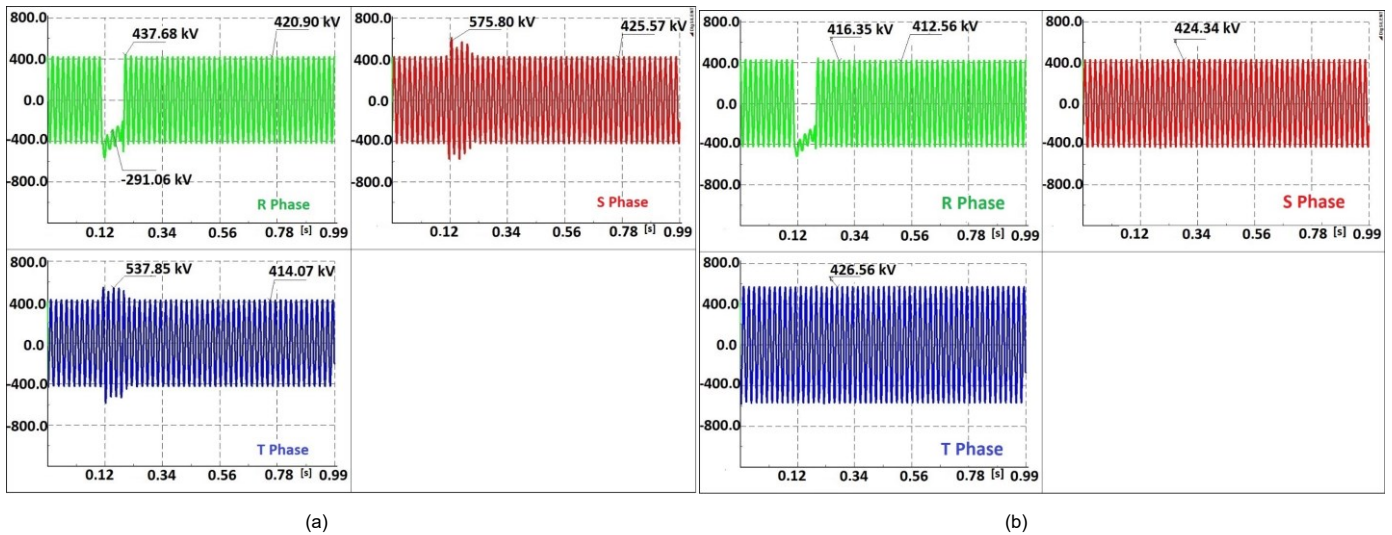 800.0
437.68 kV
420.90 kV
400.0
0.0
-400.0
-291.06 kV
-800.0
R Phase
0.12 0.34 0.56 0.78 [s] 0.99
800.0
575.80 kV
425.57 kV
400.0
0.0
-400.0
-800.0
S Phase
0.12 0.34 0.56 0.78 [s] 0.99
800.0
537.85 kV
414.07 kV
400.0
0.0
-400.0
-800.0
T Phase
0.12 0.34 0.56 0.78 [s] 0.99
(a)
800.0
416.35 kV
412.56 kV
400.0
0.0
-400.0
-800.0
R Phase
0.12 0.34 0.56 0.78 [s] 0.99
800.0
424.34 kV
400.0
0.0
-400.0
-800.0
S Phase
0.12 0.34 0.56 0.78 [s] 0.99
800.0
426.56 kV
400.0
0.0
-400.0
-800.0
T Phase
0.12 0.34 0.56 0.78 [s] 0.99
(b)